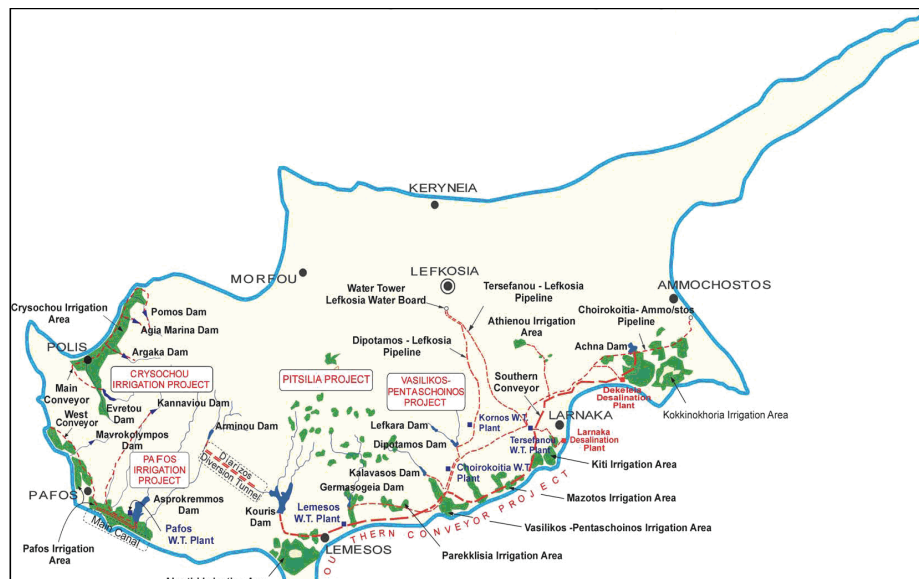 KERYNEIA
MORFOU
LEFKOSIA
Water Tower
Lefkosia Water Board
Tersefanou - Lefkosia
Pipeline
AMMOCHOSTOS
Crysochou Irrigation
Area
Pomos Dam
Agia Marina Dam
Argaka Dam
Athienou Irrigation
Area
Choirokoitia- Ammo/stos
Pipeline
Achna Dam
Dipotamos - Lefkosia
Pipeline
POLIS
CRYSOCHOU
IRRIGATION PROJECT
PITSILIA PROJECT
VASILIKOS-
PENTASCHOINOS
PROJECT
Southern
Conveyor
Dekeleia
Desalination
Plant
Kokkinokhoria Irrigation Area
Main
Conveyor
Evretou
Dam
Kannaviou Dam
West
Conveyor
Mavrokolympos
Dam
Arminou Dam
Lefkara Dam
Kornos W.T.
Plant
LARNAKA
Larnaka
Desalination
Plant
Tersefanou
W.T. Plant
Dipotamos Dam
PAFOS
IRRIGATION
PROJECT
Djarizos
Diversion Tunnel
Choirokoitia W.T.
Plant
Kiti Irrigation Area
Kalavasos Dam
Germasogeia Dam
PAFOS
Asprokremmos Dam
Kouris
Dam
Lemesos
W.T. Plant
Mazotos Irrigation Area
Pafos
W.T. Plant
Main Canal
Pafos Irrigation
Area
Vasilikos -Pentaschoinos Irrigation Area
LEMESOS
Parekklisia Irrigation Area
OUTHERN CONVEYOR PROJECT